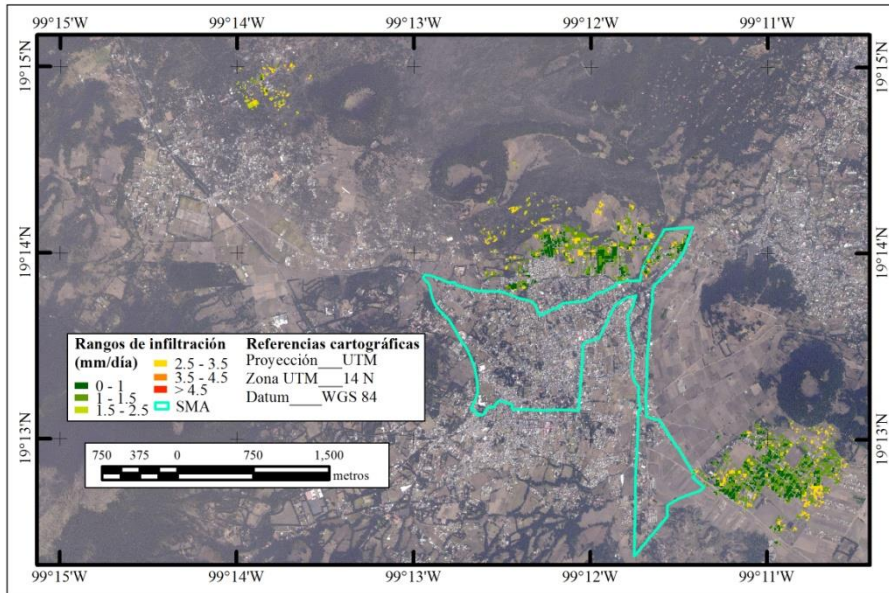 99°15'W 99°14'W 99°13'W 99°12'W 99°11'W
19°15'N 19°15'N
19°14'N 19°14'N
Rangos de infiltración
(mm/día)
0 - 1
1 - 1.5
1.5 - 2.5
2.5 - 3.5
3.5 - 4.5
> 4.5
SMA
Referencias cartográficas
Proyección___UTM
Zona UTM___14 N
Datum____WGS 84
19°13'N 19°13'N
750 375 0 750 1,500
metros
99°15'W 99°14'W 99°13'W 99°12'W 99°11'W